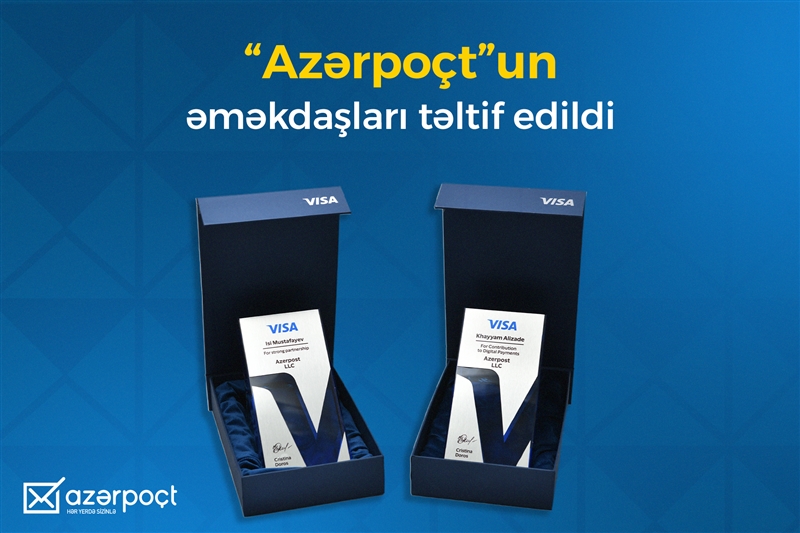 “Azərpoçt”un
əməkdaşları təltif edildi
VISA
VISA
VISA
Isi Mustafayev
For strong partnership
Azerpost
LLC
Cristina
Doros
VISA
Khayyam Alizade
For Contribution
to Digital Payments
Azerpost
LLC
Cristina
Doros
azərpoçt
HƏR YERDƏ SİZİNLƏ